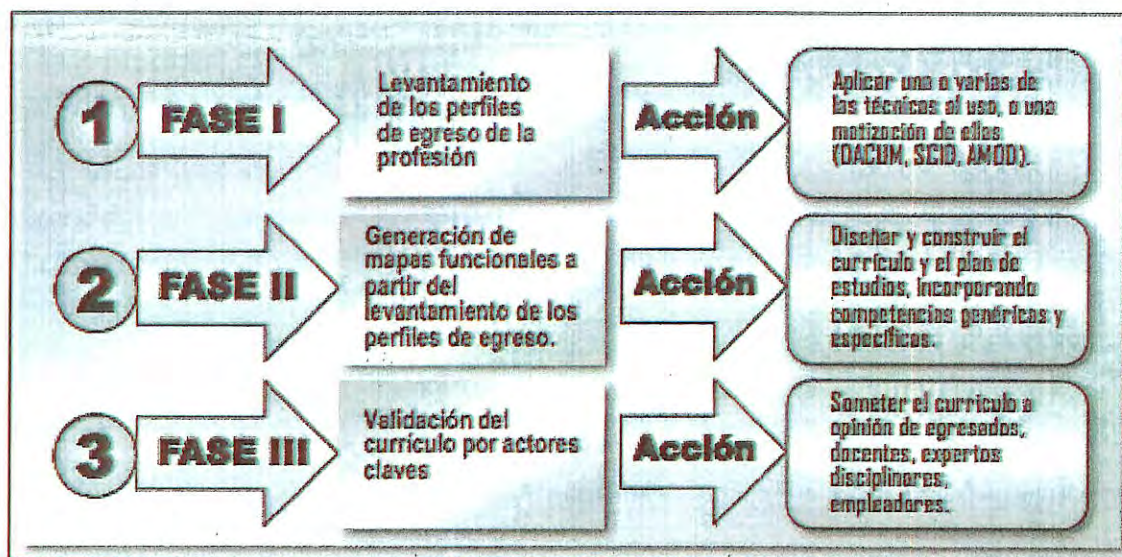 1
FASE I
Levantamiento
de los perfiles
de egreso de la
profesión
Acción
Aplicar una o varias de
las técnicas al uso, o una
matización de ellas
(DACUM, SCID, AMOD).
2
FASE II
Generación de
mapas funcionales a
partir del
levantamiento de los
perfiles de egreso.
Acción
Diseñar y construir el
currículo y el plan de
estudios, incorporando
competencias genéricas y
específicas.
3
FASE III
Validación del
currículo por actores
claves
Acción
Someter el currículo a
opinión de egresados,
docentes, expertos
disciplinares,
empleadores.